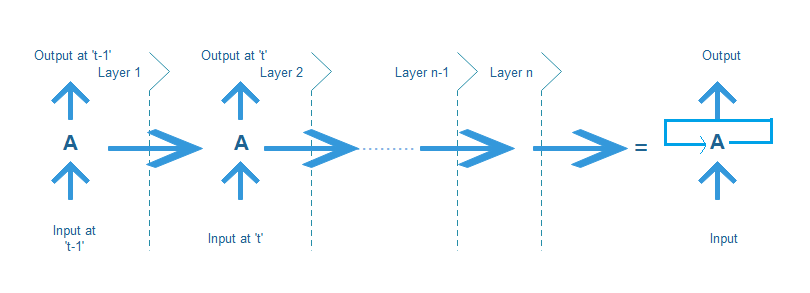 Output at 't-1'
Output at 't'
Output
Layer 1
Layer 2
Layer n-1
Layer n
A
A
=
A
Input at
't-1'
Input at 't'
Input